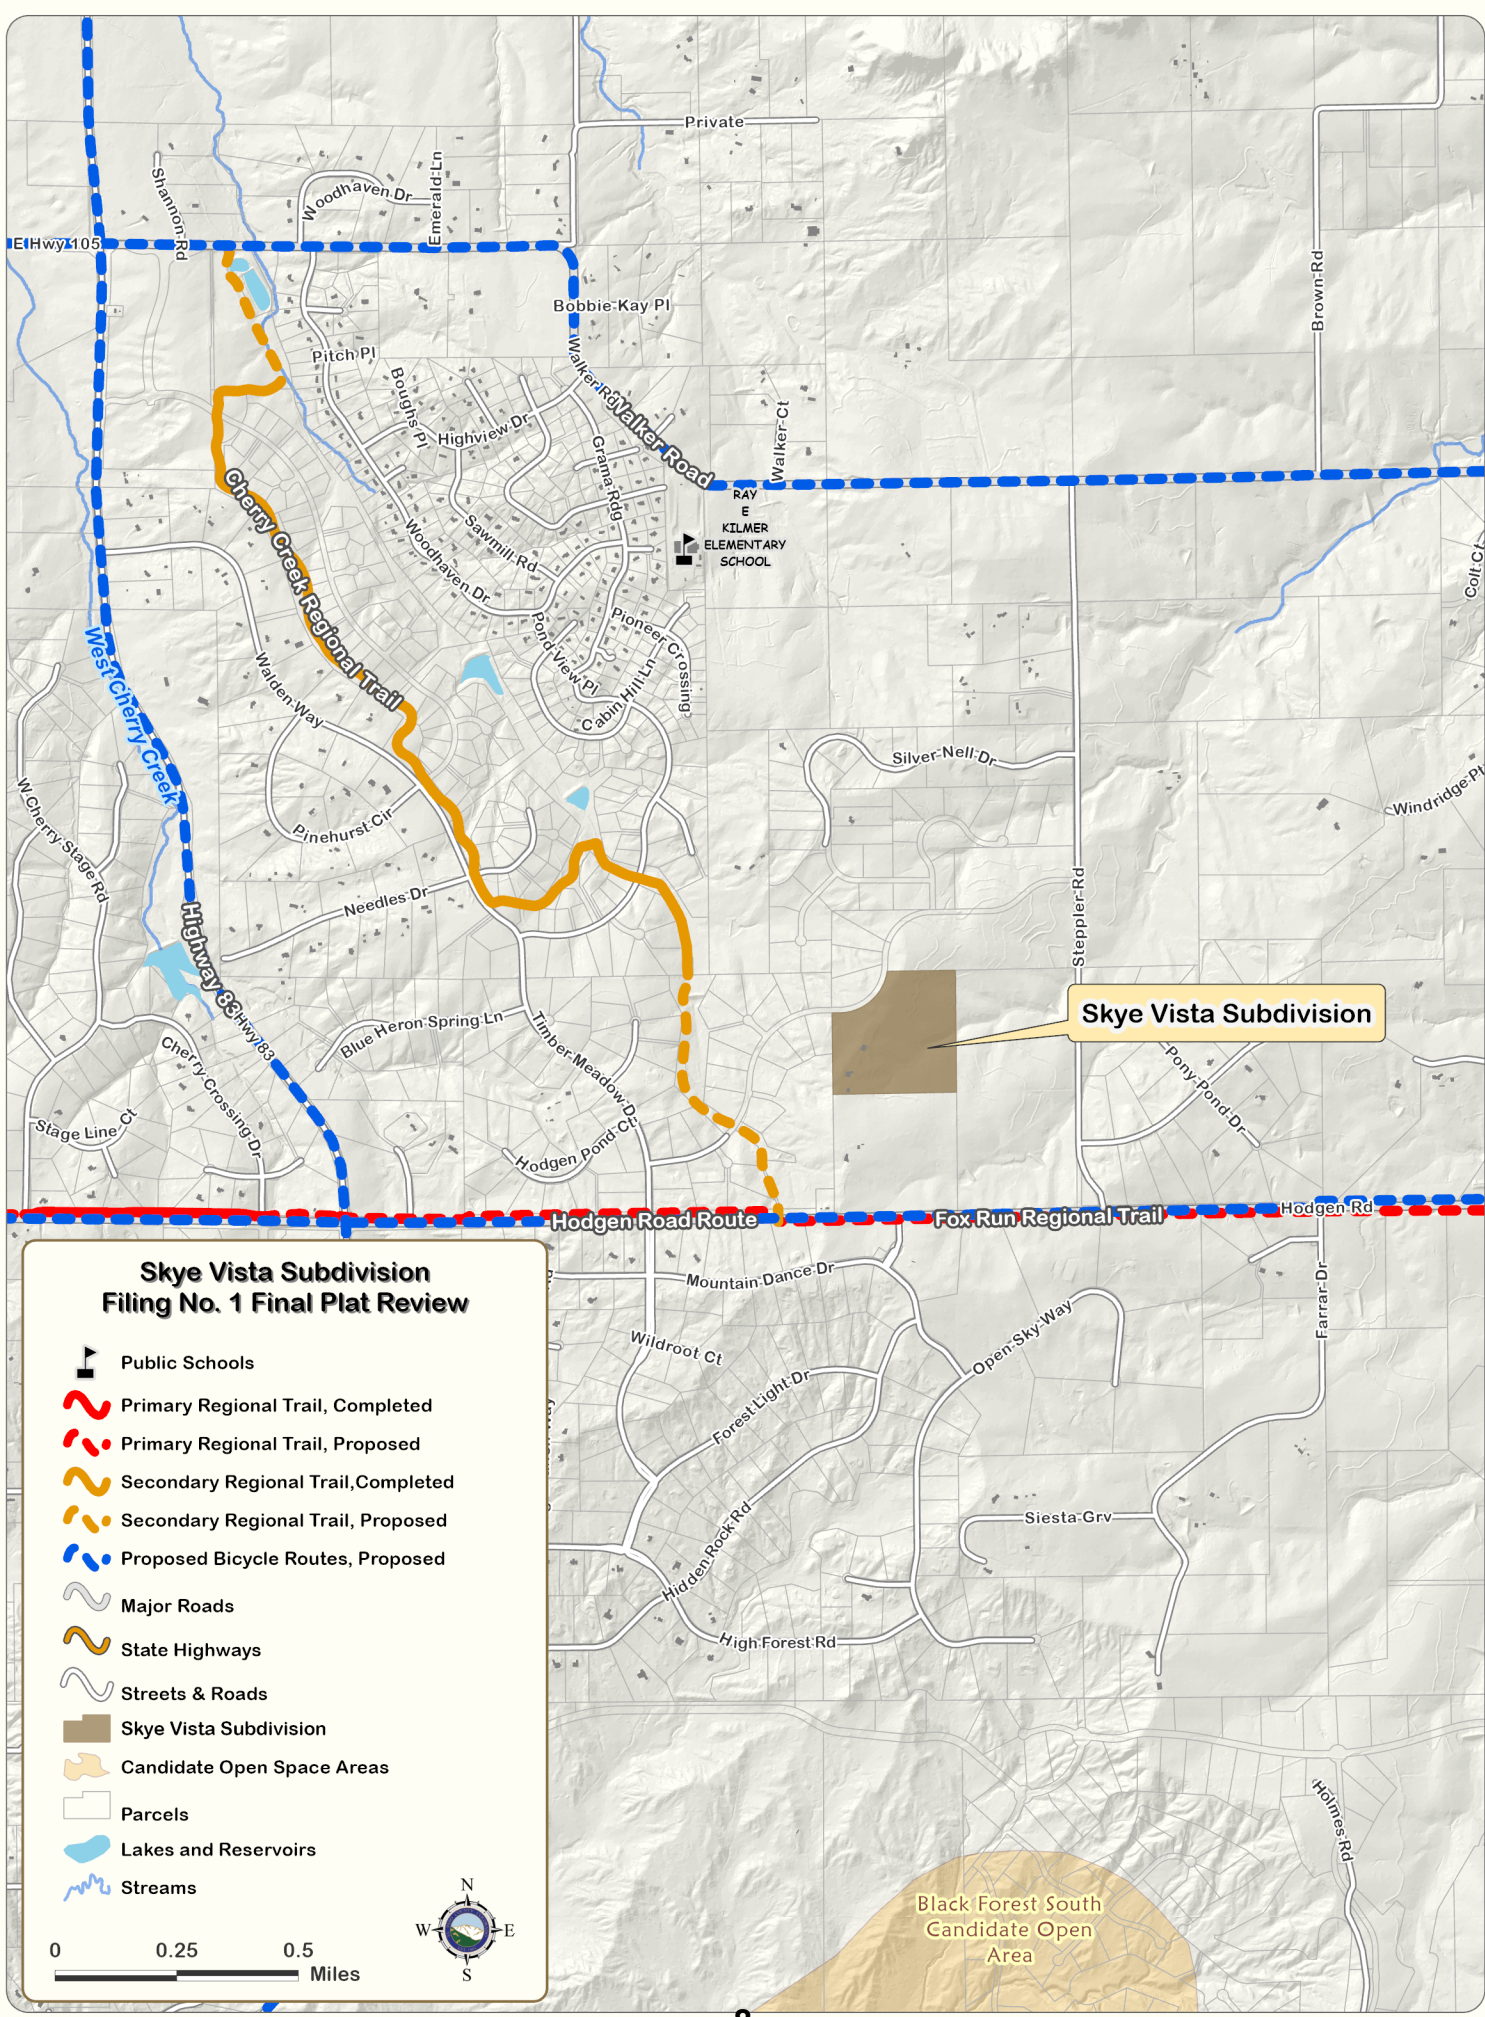 Private
Shannon Rd
Woodhaven Dr
Emerald Ln
E Hwy 105
Brown Rd
Bobbie Kay Pl
Pitch Pl
Walker Rd
Boughs Pl
Walker Road
Walker Ct
Highview Dr
Grama Rdg
RAY
E
KILMER
ELEMENTARY
SCHOOL
Cherry Creek Regional Trail
Sawmill Rd
Woodhaven Dr
Colt Ct
Pioneer Crossing
Pond View Pl
West Cherry Creek
Walden Way
Cabin Hill Ln
Silver Nell Dr
Windridge Pt
W Cherry Stage Rd
Pinehurst Cir
Needles Dr
Steppler Rd
Highway 83
Hwy 83
Skye Vista Subdivision
Blue Heron Spring Ln
Timber Meadow Dr
Cherry Crossing Dr
Pony Pond Dr
Stage Line Ct
Hodgen Pond Ct
Hodgen Road Route
Fox Run Regional Trail
Hodgen Rd
Mountain Dance Dr
Farrar Dr
Open Sky Way
Wildroot Ct
Forest Light Dr
Hidden Rock Rd
Siesta Grv
High Forest Rd
Holmes Rd
Black Forest South
Candidate Open
Area
Skye Vista Subdivision
Filing No. 1 Final Plat Review
Public Schools
Primary Regional Trail, Completed
Primary Regional Trail, Proposed
Secondary Regional Trail,Completed
Secondary Regional Trail, Proposed
Proposed Bicycle Routes, Proposed
Major Roads
State Highways
Streets & Roads
Skye Vista Subdivision
Candidate Open Space Areas
Parcels
Lakes and Reservoirs
Streams
N
W E
S
0 0.25 0.5
Miles